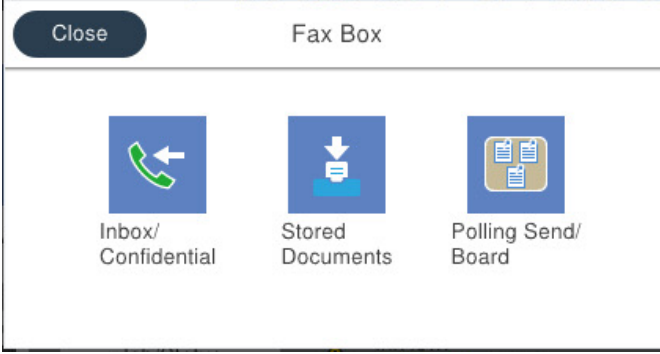 Close
Fax Box
Inbox/
Confidential
Stored
Documents
Polling Send/
Board